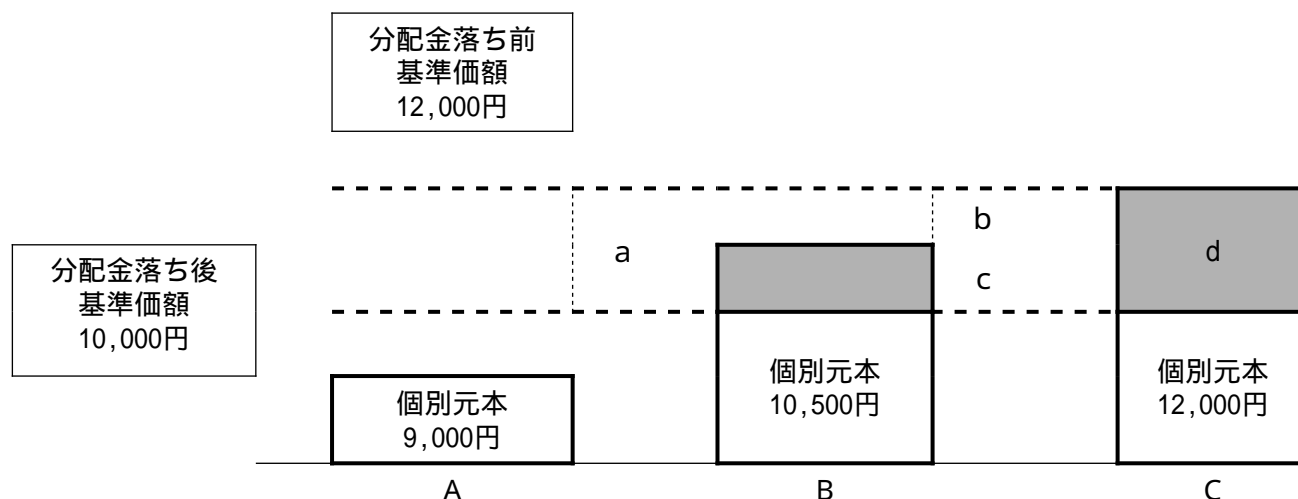 分配金落ち前
基準価額
12,000円
分配金落ち後
基準価額
10,000円
a
b
c
d
個別元本
9,000円
個別元本
10,500円
個別元本
12,000円
A
B
C